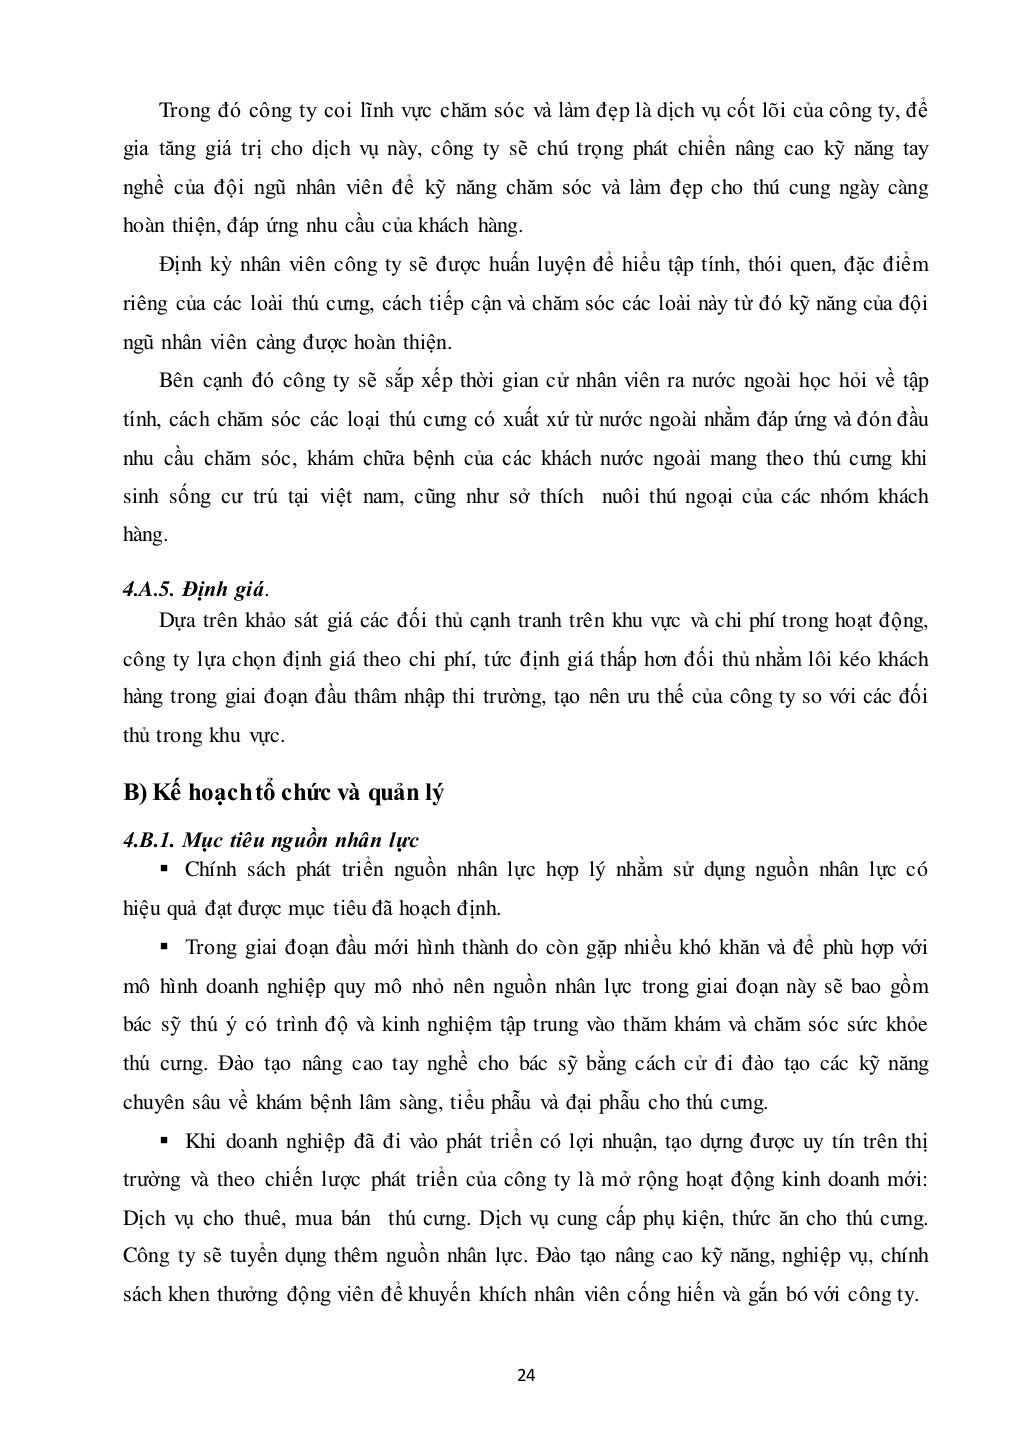 Trong đó công ty coi lĩnh vực chăm sóc và làm đẹp là dịch vụ cốt lõi của công ty, để
gia tăng giá trị cho dịch vụ này, công ty sẽ chú trọng phát chiển nâng cao kỹ năng tay
nghề của đội ngũ nhân viên để kỹ năng chăm sóc và làm đẹp cho thú cung ngày càng
hoàn thiện, đáp ứng nhu cầu của khách hàng.
Định kỳ nhân viên công ty sẽ được huấn luyện để hiểu tập tính, thói quen, đặc điểm
riêng của các loài thú cưng, cách tiếp cận và chăm sóc các loài này từ đó kỹ năng của đội
ngũ nhân viên càng được hoàn thiện.
Bên cạnh đó công ty sẽ sắp xếp thời gian cử nhân viên ra nước ngoài học hỏi về tập
tính, cách chăm sóc các loại thú cưng có xuất xứ từ nước ngoài nhằm đáp ứng và đón đầu
nhu cầu chăm sóc, khám chữa bệnh của các khách nước ngoài mang theo thú cưng khi
sinh sống cư trú tại việt nam, cũng như sở thích nuôi thú ngoại của các nhóm khách
hàng.
4.A.5. Định giá.
Dựa trên khảo sát giá các đối thủ cạnh tranh trên khu vực và chi phí trong hoạt động,
công ty lựa chọn định giá theo chi phí, tức định giá thấp hơn đối thủ nhằm lôi kéo khách
hàng trong giai đoạn đầu thâm nhập thi trường, tạo nên ưu thế của công ty so với các đối
thủ trong khu vực.
B) Kế hoạch tổ chức và quản lý
4.B.1. Mục tiêu nguồn nhân lực
▪ Chính sách phát triển nguồn nhân lực hợp lý nhằm sử dụng nguồn nhân lực có
hiệu quả đạt được mục tiêu đã hoạch định.
▪ Trong giai đoạn đầu mới hình thành do còn gặp nhiều khó khăn và để phù hợp với
mô hình doanh nghiệp quy mô nhỏ nên nguồn nhân lực trong giai đoạn này sẽ bao gồm
bác sỹ thú ý có trình độ và kinh nghiệm tập trung vào thăm khám và chăm sóc sức khỏe
thú cưng. Đào tạo nâng cao tay nghề cho bác sỹ bằng cách cử đi đào tạo các kỹ năng
chuyên sâu về khám bệnh lâm sàng, tiểu phẫu và đại phẫu cho thú cưng.
▪ Khi doanh nghiệp đã đi vào phát triển có lợi nhuận, tạo dựng được uy tín trên thị
trường và theo chiến lược phát triển của công ty là mở rộng hoạt động kinh doanh mới:
Dịch vụ cho thuê, mua bán thú cưng. Dịch vụ cung cấp phụ kiện, thức ăn cho thú cưng.
Công ty sẽ tuyển dụng thêm nguồn nhân lực. Đào tạo nâng cao kỹ năng, nghiệp vụ, chính
sách khen thưởng động viên để khuyến khích nhân viên cống hiến và gắn bó với công ty.
24